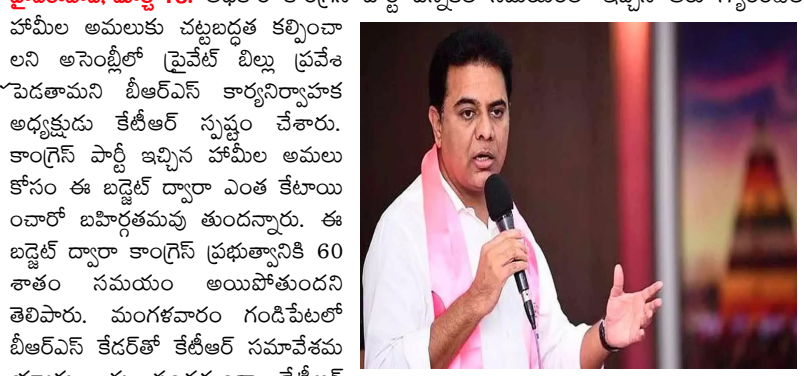 హామీల అమలుకు చట్టబద్ధత కల్పించా
లని అసెంబ్లీలో ప్రైవేట్ బిల్లు ప్రవేశ
పెడతామని బీఆర్ఎస్ కార్యనిర్వాహక
అధ్యక్షుడు కేటీఆర్ స్పష్టం చేశారు.
కాంగ్రెస్ పార్టీ ఇచ్చిన హామీల అమలు
కోసం ఈ బడ్జెట్ ద్వారా ఎంత కేటాయి
ంచారో బహిర్గతమవు తుందన్నారు. ఈ
బడ్జెట్ ద్వారా కాంగ్రెస్ ప్రభుత్వానికి 60
శాతం సమయం అయిపోతుందని
తెలిపారు. మంగళవారం గండిపేటలో
బీఆర్ఎస్ కేడర్‌తో కేటీఆర్ సమావేశమ